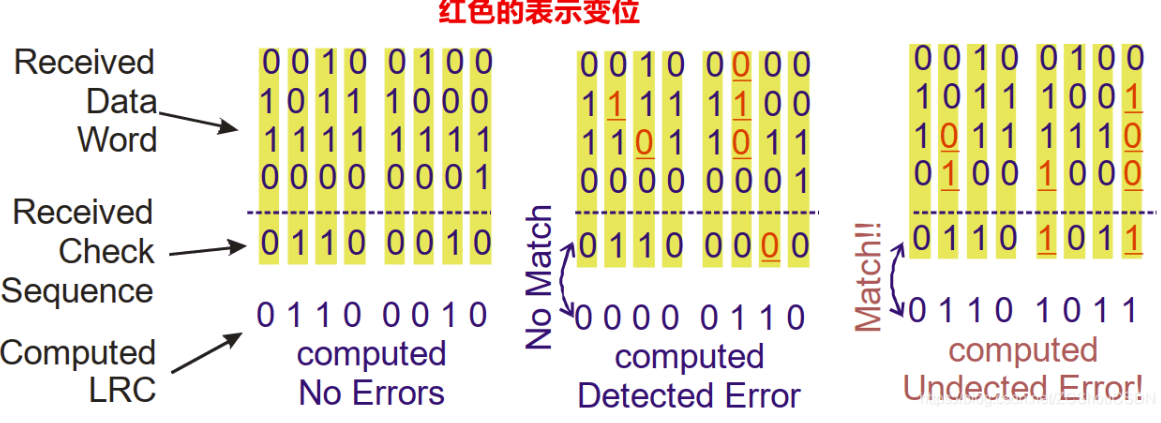 红色的表示变位
Received
Data
Word
Received
Check
Sequence
Computed
LRC
0 0 1 0 0 1 0 0
1 0 1 1 1 0 0 0
1 1 1 1 1 1 1 1
0 0 0 0 0 0 0 1
0 1 1 0 0 0 1 0
0 1 1 0 0 0 1 0
computed
No Errors
0 0 1 0 0 0 0 0
1 1 1 1 1 1 0 0
1 1 0 1 1 0 1 1
0 0 0 0 0 0 0 1
0 1 1 0 0 0 0 0
No Match
0 0 0 0 0 1 1 0
computed
Detected Error
0 0 1 0 0 1 0 0
1 0 1 1 1 0 0 1
1 0 1 1 1 1 1 0
0 1 0 0 1 0 0 0
0 1 1 0 1 0 1 1
Match!!
0 1 1 0 1 0 1 1
computed
Undected Error!